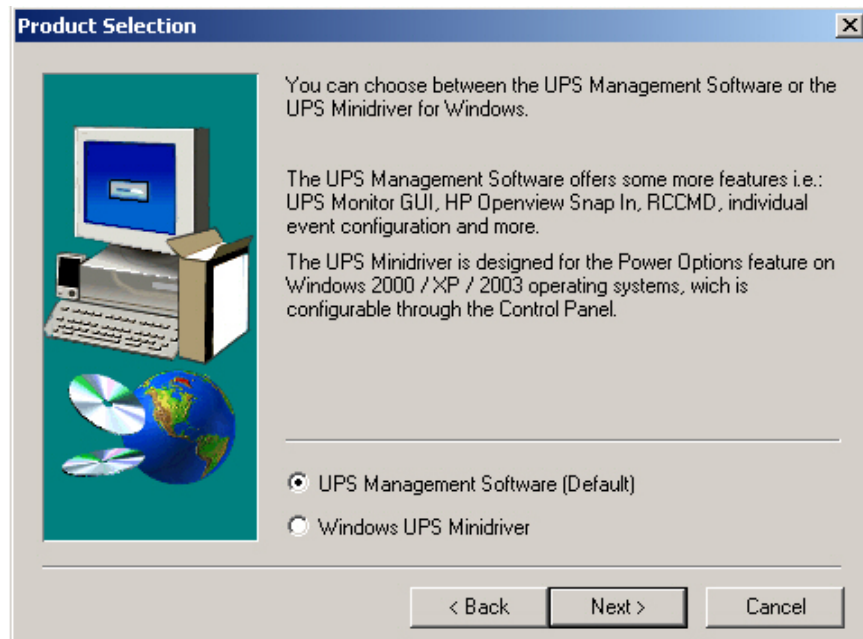 Product Selection
You can choose between the UPS Management Software or the
UPS Minidriver for Windows.
The UPS Management Software offers some more features i.e.:
UPS Monitor GUI, HP Openview Snap In, RCCMD, individual
event configuration and more.
The UPS Minidriver is designed for the Power Options feature on
Windows 2000 / XP / 2003 operating systems, wich is
configurable through the Control Panel.
UPS Management Software (Default)
Windows UPS Minidriver
< Back
Next >
Cancel